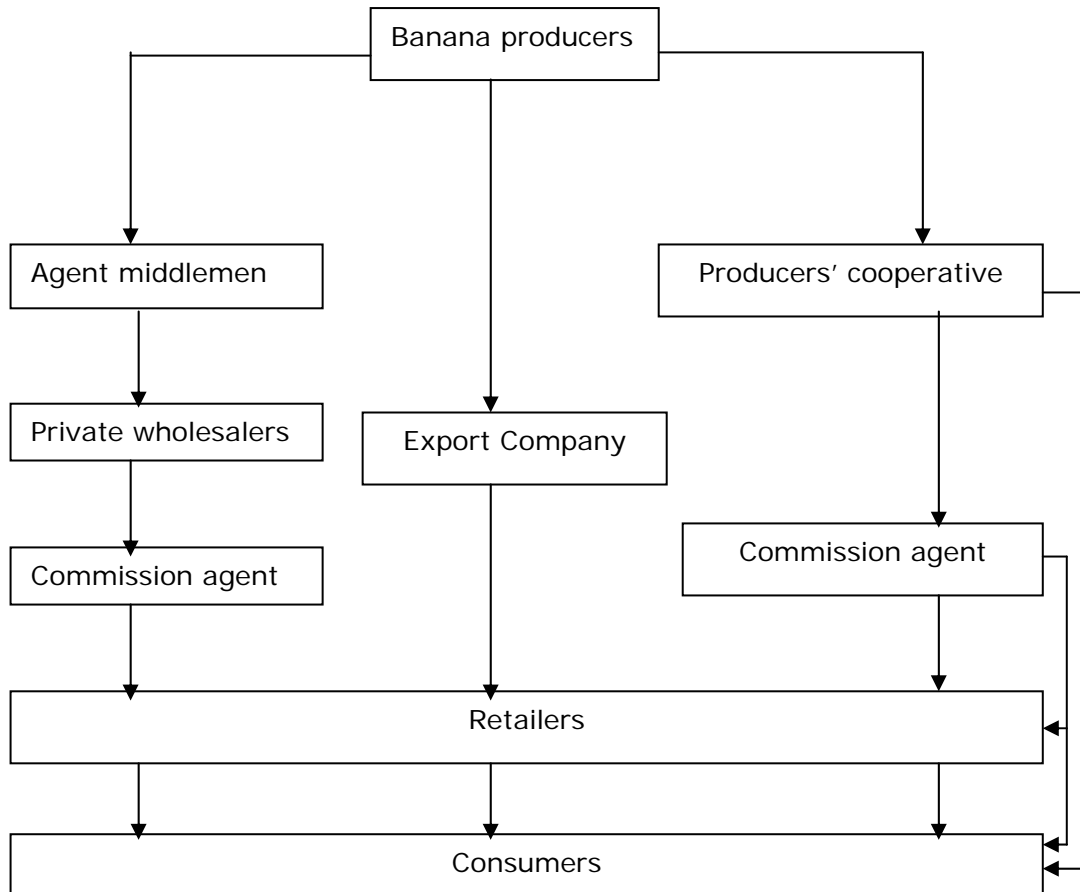 Banana producers
Agent middlemen
Producers’ cooperative
Private wholesalers
Export Company
Commission agent
Commission agent
Retailers
Consumers